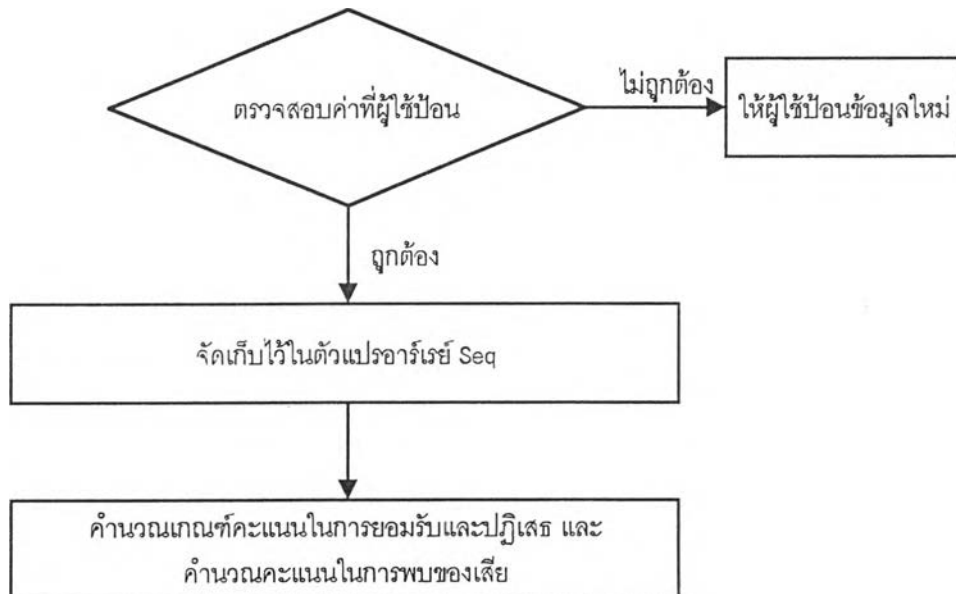 ตรวจสอบค่าที่ผู้ใช้ป้อน
ไม่ถูกต้อง
ให้ผู้ใช้ป้อนข้อมูลใหม่
ถูกต้อง
จัดเก็บไว้ในตัวแปรอาร์เรย์ Seq
คำนวณเกณฑ์คะแนนในการยอมรับและปฏิเสธ และ
คำนวณคะแนนในการพบของเสีย